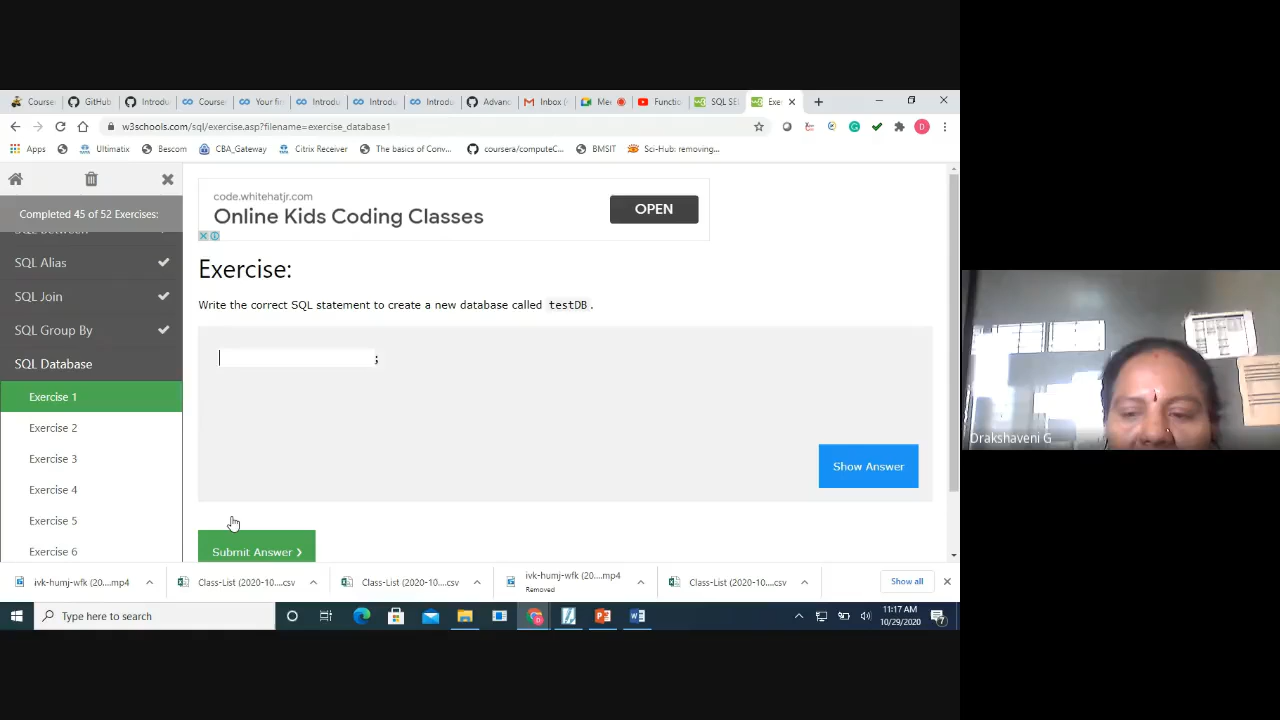 Course
GitHub
Introdu
Course
Your fir
Introdu
Introdu
Introdu
Advanc
Inbox (
Mee
Functio
SQL SE
Exe
w3schools.com/sql/exercise.asp?filename=exercise_database1
D
Apps
Ultimatix
Bescom
CBA_Gateway
Citrix Receiver
The basics of Conv...
coursera/computeC...
BMSIT
Sci-Hub: removing...
Completed 45 of 52 Exercises:
SQL Between
SQL Alias
SQL Join
SQL Group By
SQL Database
Exercise 1
Exercise 2
Exercise 3
Exercise 4
Exercise 5
Exercise 6
code.whitehatjr.com
Online Kids Coding Classes
OPEN
Exercise:
Write the correct SQL statement to create a new database called testDB.
;
Show Answer
Submit Answer ❯
Drakshaveni G
ivk-humj-wfk (20....mp4
Class-List (2020-10....csv
Class-List (2020-10....csv
ivk-humj-wfk (20....mp4
Removed
Class-List (2020-10....csv
Show all
Type here to search
11:17 AM
10/29/2020
7